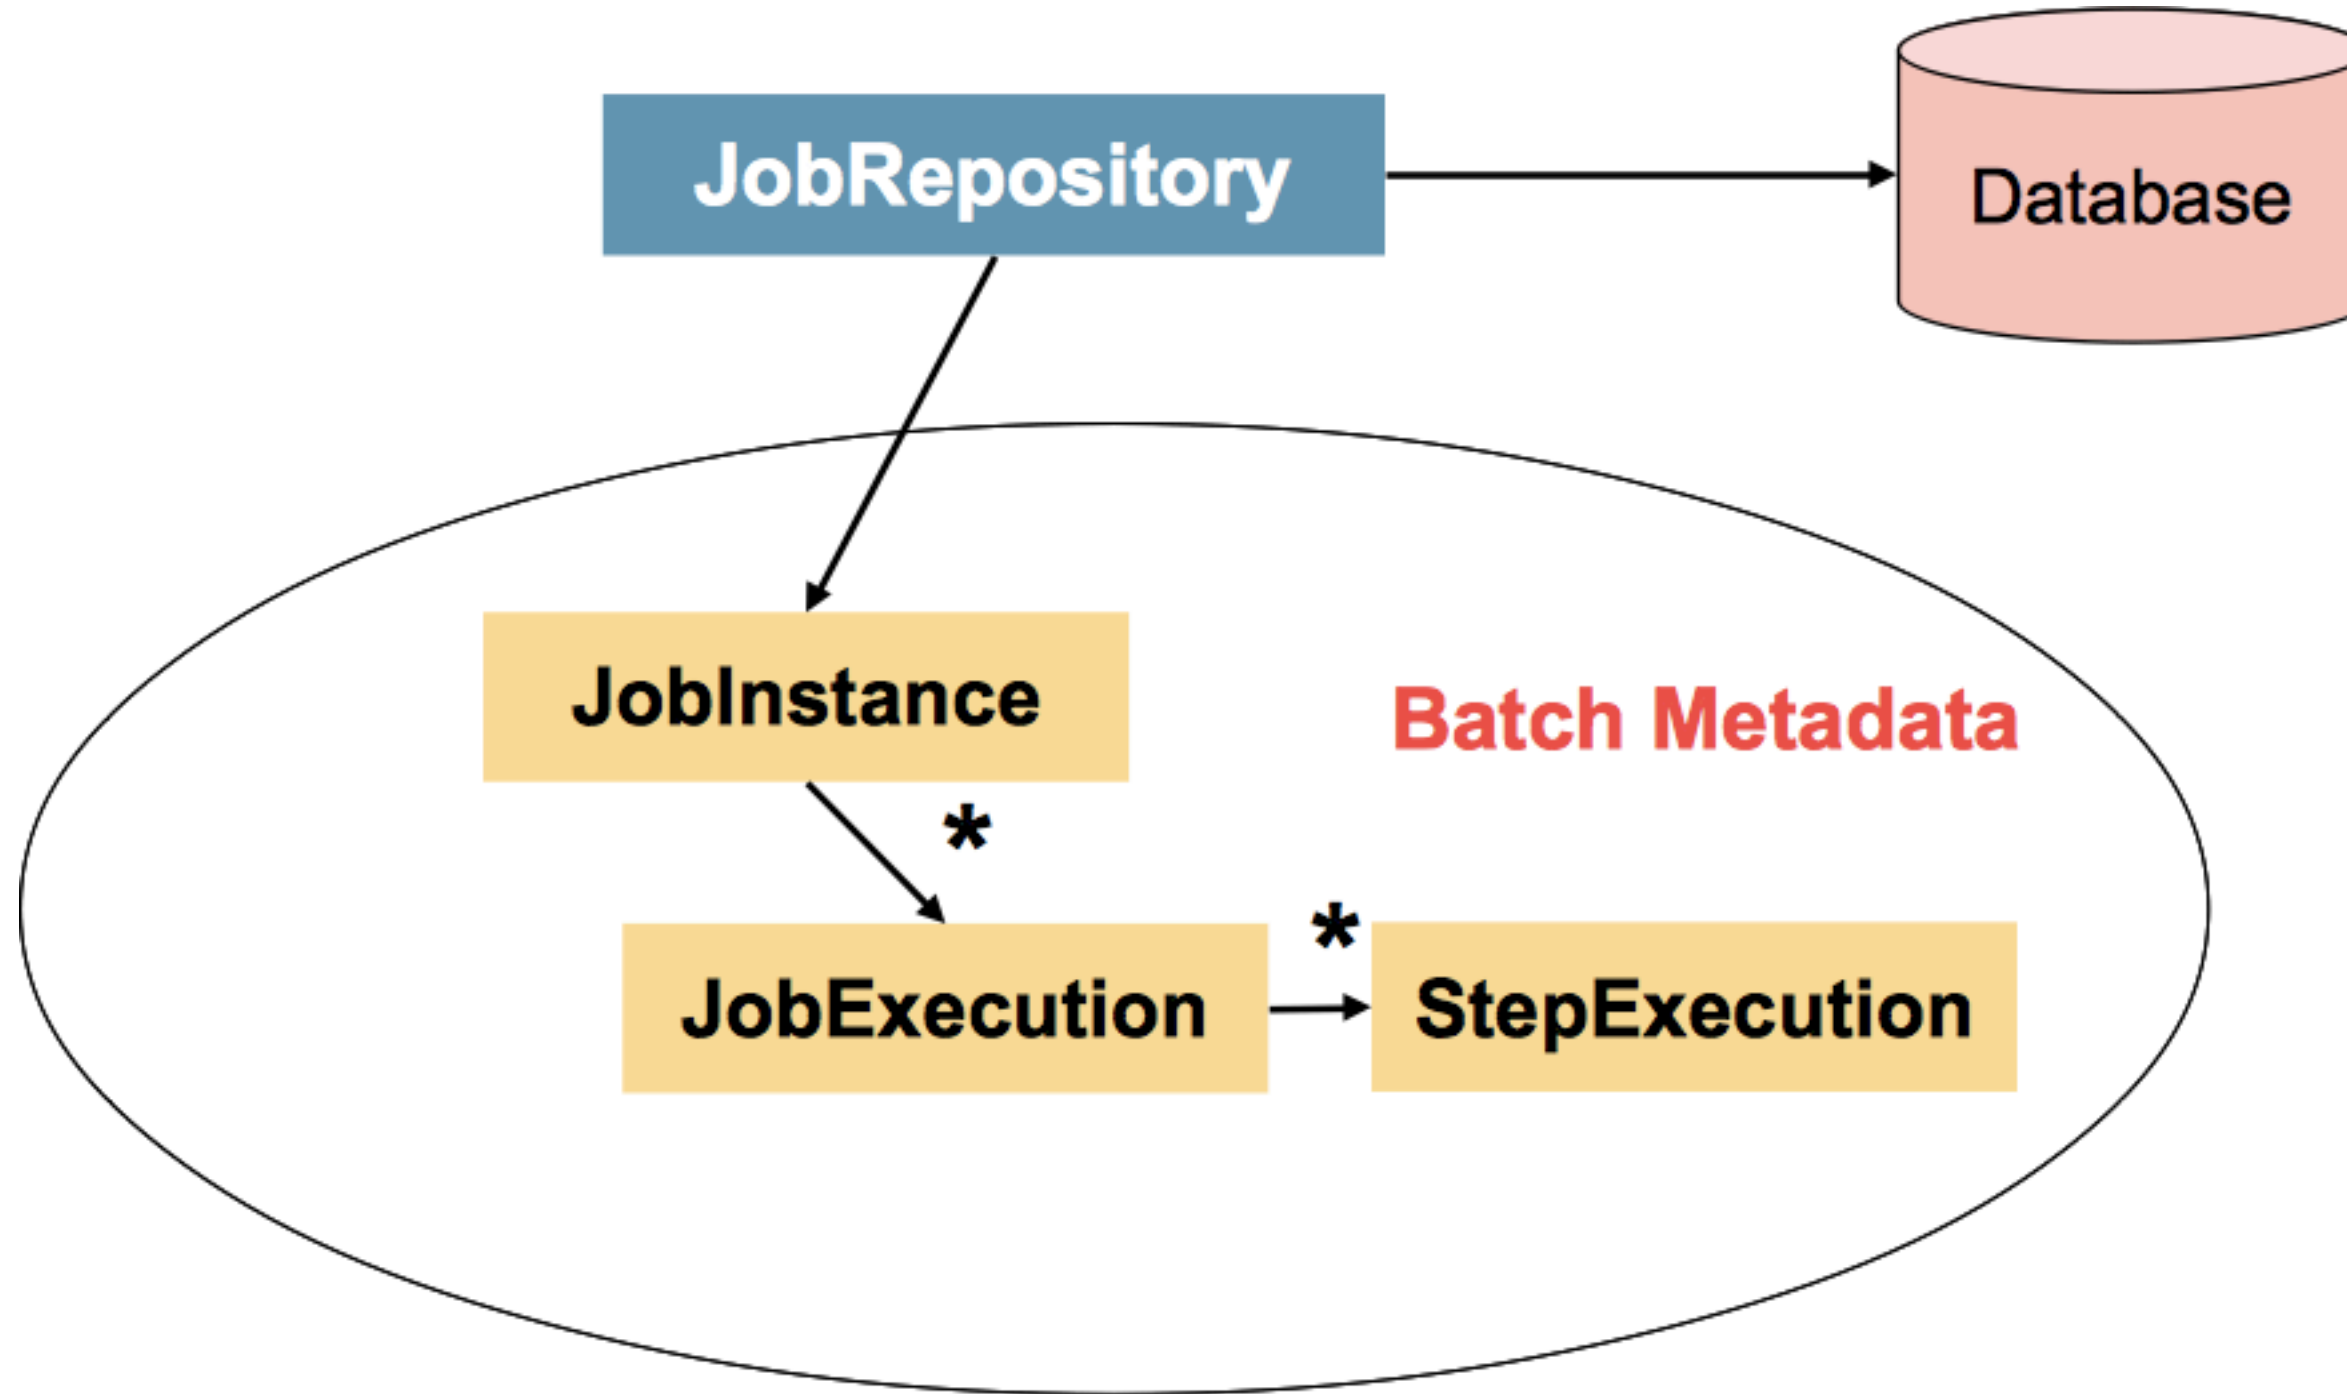 JobRepository
Database
JobInstance
Batch Metadata
*
*
JobExecution
StepExecution